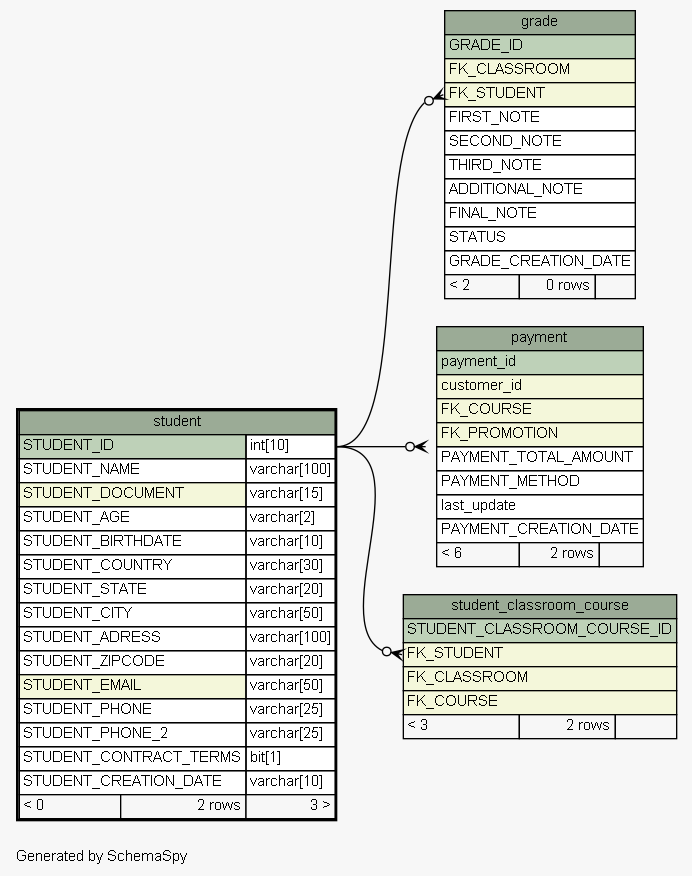 grade
GRADE_ID
FK_CLASSROOM
FK_STUDENT
FIRST_NOTE
SECOND_NOTE
THIRD_NOTE
ADDITIONAL_NOTE
FINAL_NOTE
STATUS
GRADE_CREATION_DATE
< 2 0 rows
payment
payment_id
customer_id
FK_COURSE
FK_PROMOTION
PAYMENT_TOTAL_AMOUNT
PAYMENT_METHOD
last_update
PAYMENT_CREATION_DATE
< 6 2 rows
student
STUDENT_ID int[10]
STUDENT_NAME varchar[100]
STUDENT_DOCUMENT varchar[15]
STUDENT_AGE varchar[2]
STUDENT_BIRTHDATE varchar[10]
STUDENT_COUNTRY varchar[30]
STUDENT_STATE varchar[20]
STUDENT_CITY varchar[50]
STUDENT_ADRESS varchar[100]
STUDENT_ZIPCODE varchar[20]
STUDENT_EMAIL varchar[50]
STUDENT_PHONE varchar[25]
STUDENT_PHONE_2 varchar[25]
STUDENT_CONTRACT_TERMS bit[1]
STUDENT_CREATION_DATE varchar[10]
< 0 2 rows 3 >
student_classroom_course
STUDENT_CLASSROOM_COURSE_ID
FK_STUDENT
FK_CLASSROOM
FK_COURSE
< 3 2 rows
Generated by SchemaSpy